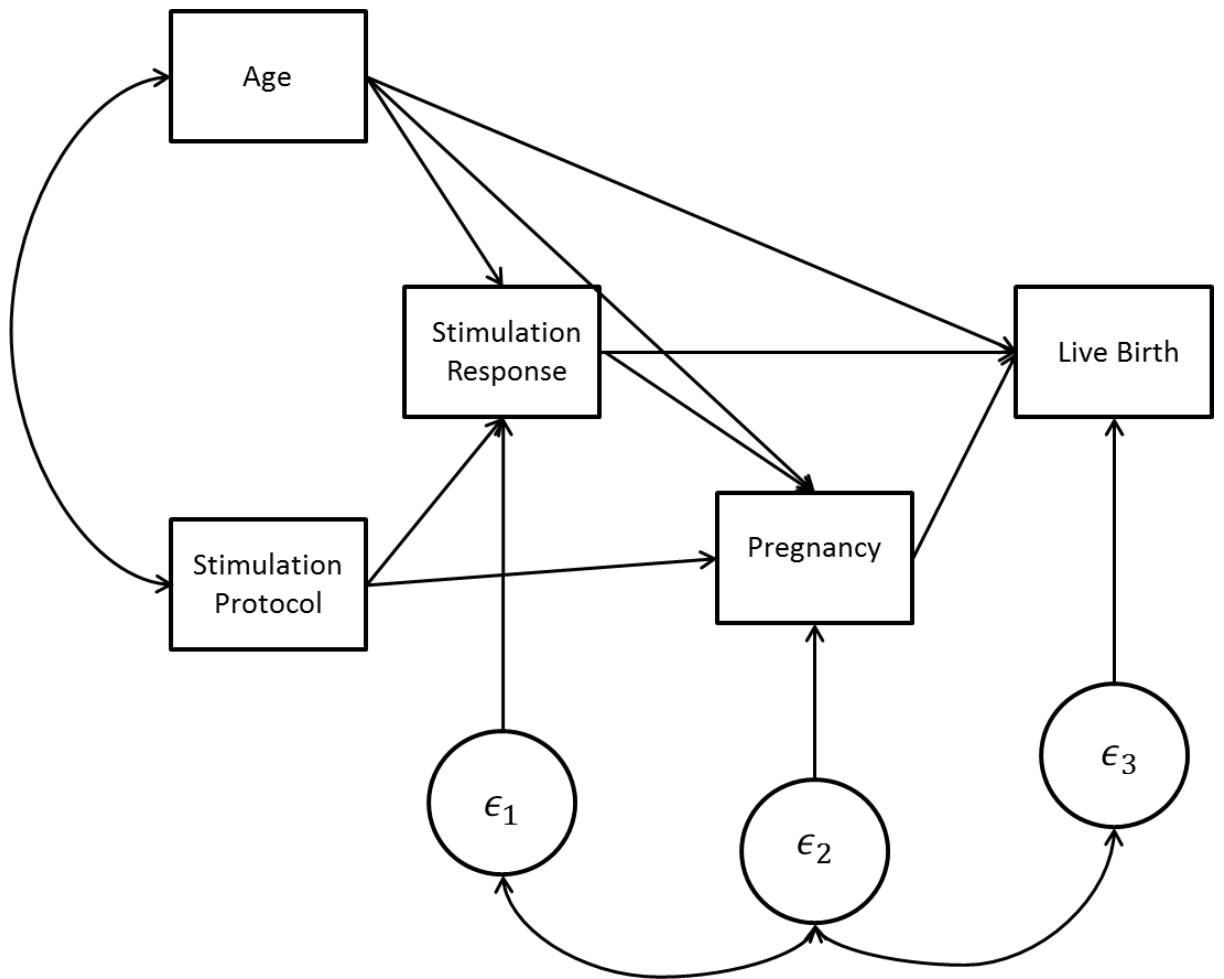 Age
Stimulation
Response
Live Birth
Stimulation
Protocol
Pregnancy
ϵ1
ϵ2
ϵ3